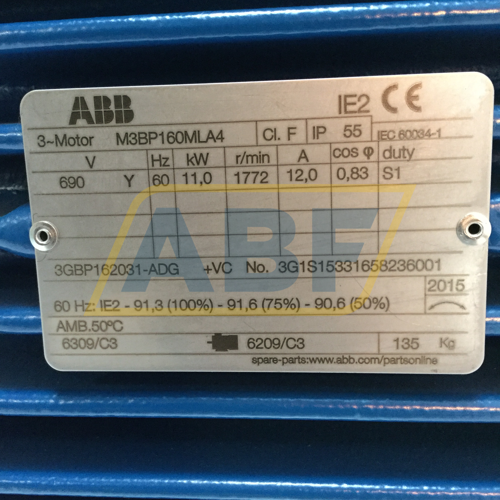 ABB
IE2 CE
3~Motor M3BP160MLA4 Cl. F IP 55 IEC 60034-1
V Hz kW r/min A cos φ duty
690 Y 60 11,0 1772 12,0 0,83 S1
ABF
3GBP162031-ADG +VC No. 3G1S15331658236001
2015
60 Hz: IE2 - 91,3 (100%) - 91,6 (75%) - 90,6 (50%)
AMB.50°C
6309/C3 6209/C3 135 Kg
spare-parts:www.abb.com/partsonline